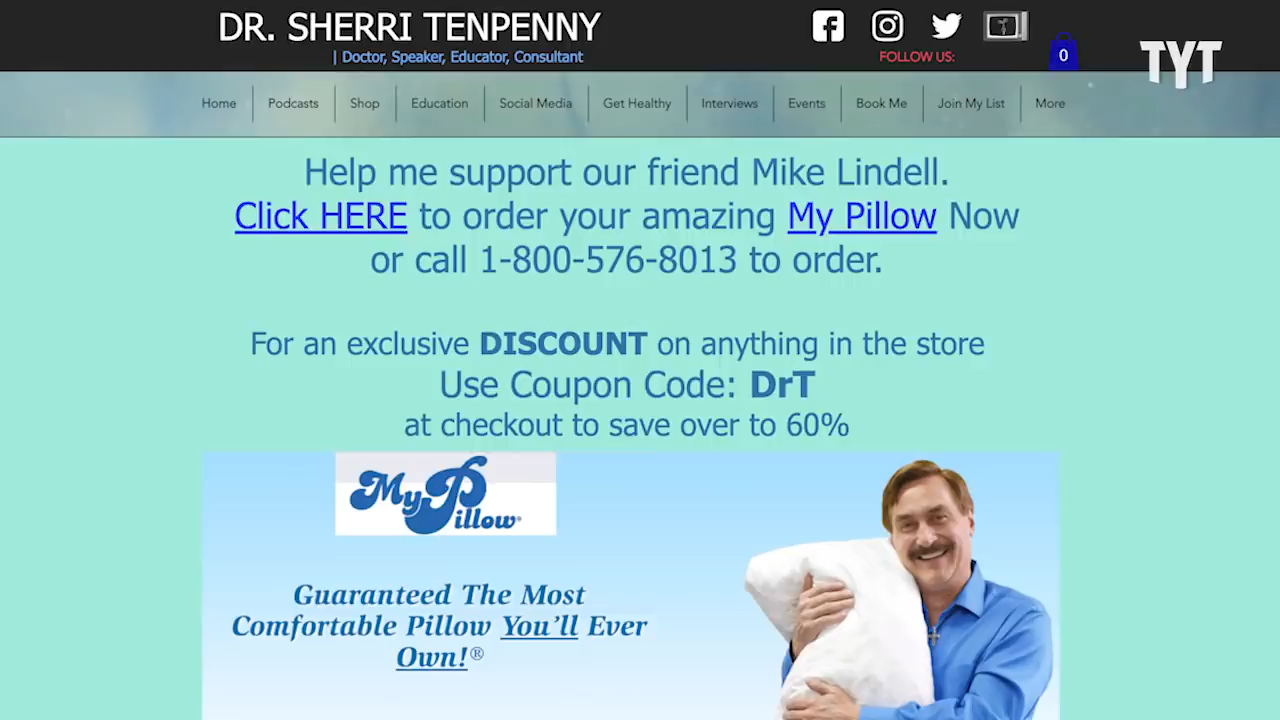 DR. SHERRI TENPENNY
| Doctor, Speaker, Educator, Consultant
FOLLOW US:
0
TYT
Home Podcasts Shop Education Social Media Get Healthy Interviews Events Book Me Join My List More
Help me support our friend Mike Lindell.
Click HERE to order your amazing My Pillow Now
or call 1-800-576-8013 to order.
For an exclusive DISCOUNT on anything in the store
Use Coupon Code: DrT
at checkout to save over to 60%
My Pillow®
Guaranteed The Most
Comfortable Pillow You'll Ever
Own!®